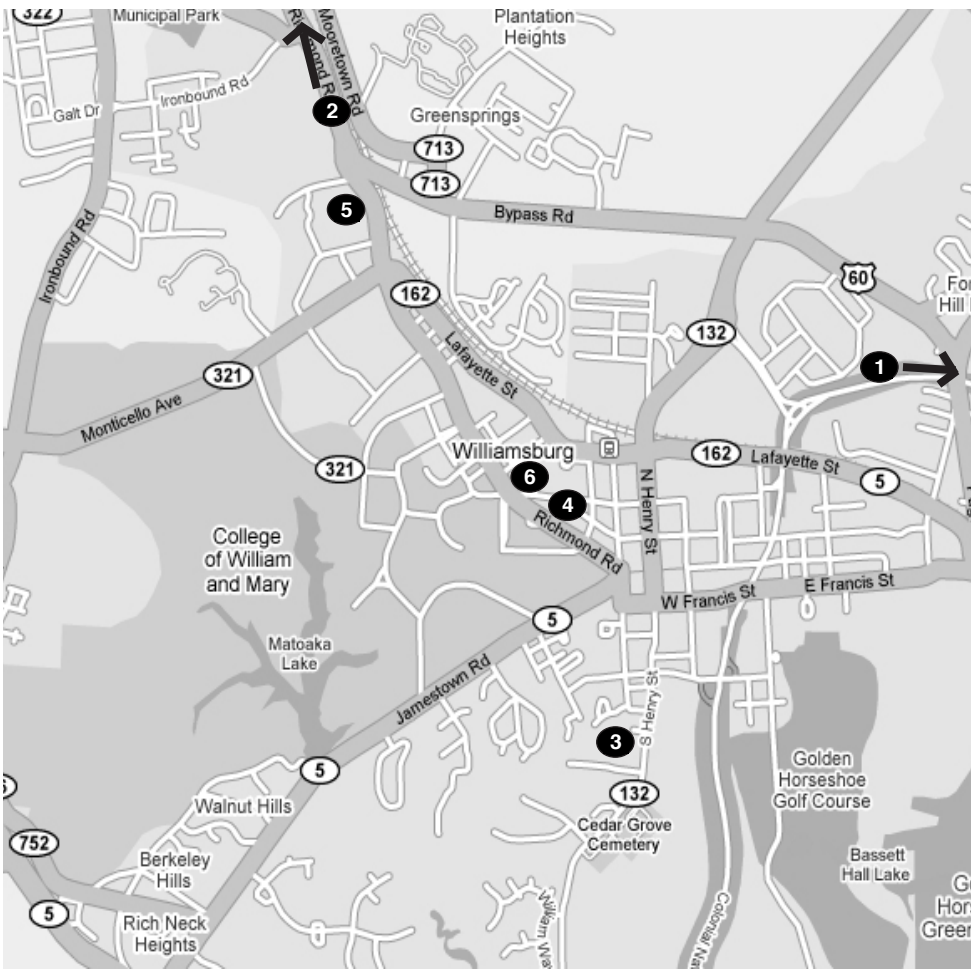 322
Municipal Park
Mooretown Rd
Plantation
Heights
2
Galt Dr
Ironbound Rd
Greensprings
713
713
5
Bypass Rd
Ironbound Rd
60
162
132
Lafayette St
1
321
Monticello Ave
Williamsburg
162
Lafayette St
321
6
5
N Henry St
4
Richmond Rd
College
of William
and Mary
W Francis St
E Francis St
5
Matoaka
Lake
Jamestown Rd
S Henry St
3
5
132
Golden
Horseshoe
Golf Course
Walnut Hills
Cedar Grove
Cemetery
752
Berkeley
Hills
Bassett
Hall Lake
5
Rich Neck
Heights
Colonial